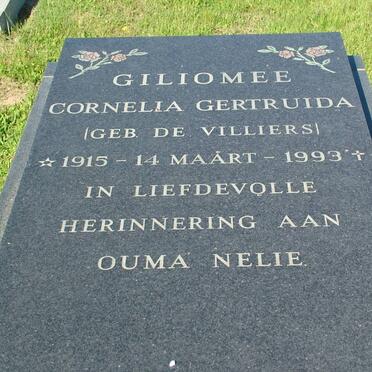 GILIOMEE
CORNELIA GERTRUIDA
(GEB. DE VILLIERS)
☆ 1915 – 14 MAART – 1993 ✝
IN LIEFDEVOLLE
HERINNERING AAN
OUMA NELIE